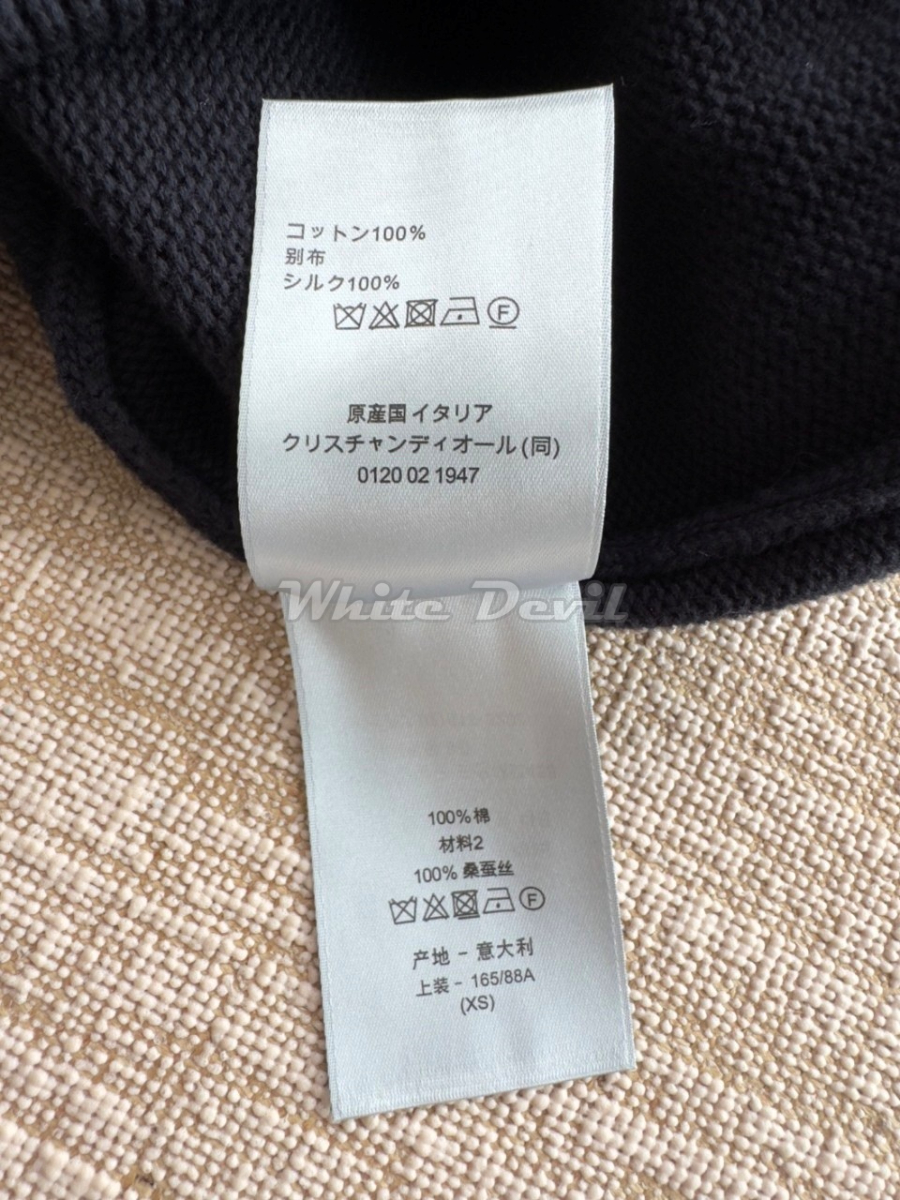 コットン100%
別布
シルク100%
原産国イタリア
クリスチャンディオール(同)
0120 02 1947
White Devil
100%棉
材料2
100% 桑蚕丝
产地 - 意大利
上装 - 165/88A
(XS)